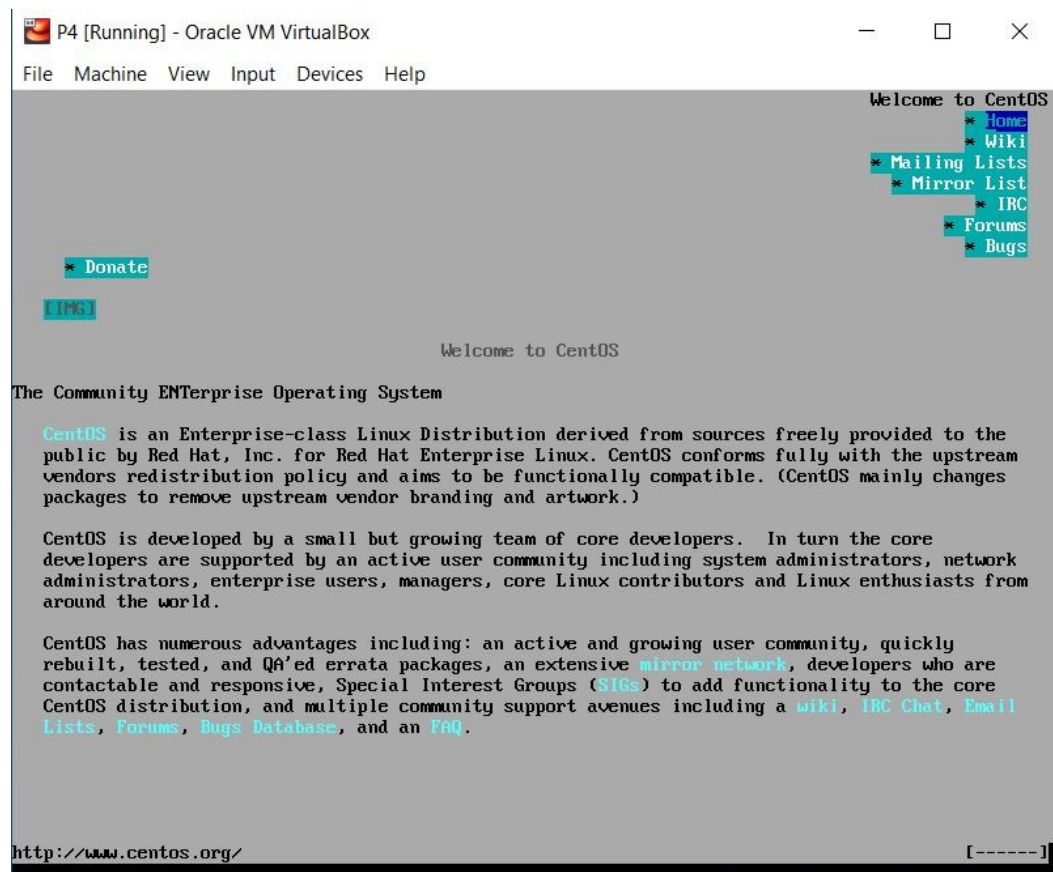 P4 [Running] - Oracle VM VirtualBox
File Machine View Input Devices Help
Welcome to CentOS
* Home
* Wiki
* Mailing Lists
* Mirror List
* IRC
* Forums
* Bugs
* Donate
[IMG]
Welcome to CentOS
The Community ENTerprise Operating System
CentOS is an Enterprise-class Linux Distribution derived from sources freely provided to the
public by Red Hat, Inc. for Red Hat Enterprise Linux. CentOS conforms fully with the upstream
vendors redistribution policy and aims to be functionally compatible. (CentOS mainly changes
packages to remove upstream vendor branding and artwork.)
CentOS is developed by a small but growing team of core developers.  In turn the core
developers are supported by an active user community including system administrators, network
administrators, enterprise users, managers, core Linux contributors and Linux enthusiasts from
around the world.
CentOS has numerous advantages including: an active and growing user community, quickly
rebuilt, tested, and QA'ed errata packages, an extensive mirror network, developers who are
contactable and responsive, Special Interest Groups (SIGs) to add functionality to the core
CentOS distribution, and multiple community support avenues including a wiki, IRC Chat, Email
Lists, Forums, Bugs Database, and an FAQ.
http://www.centos.org/ [------]